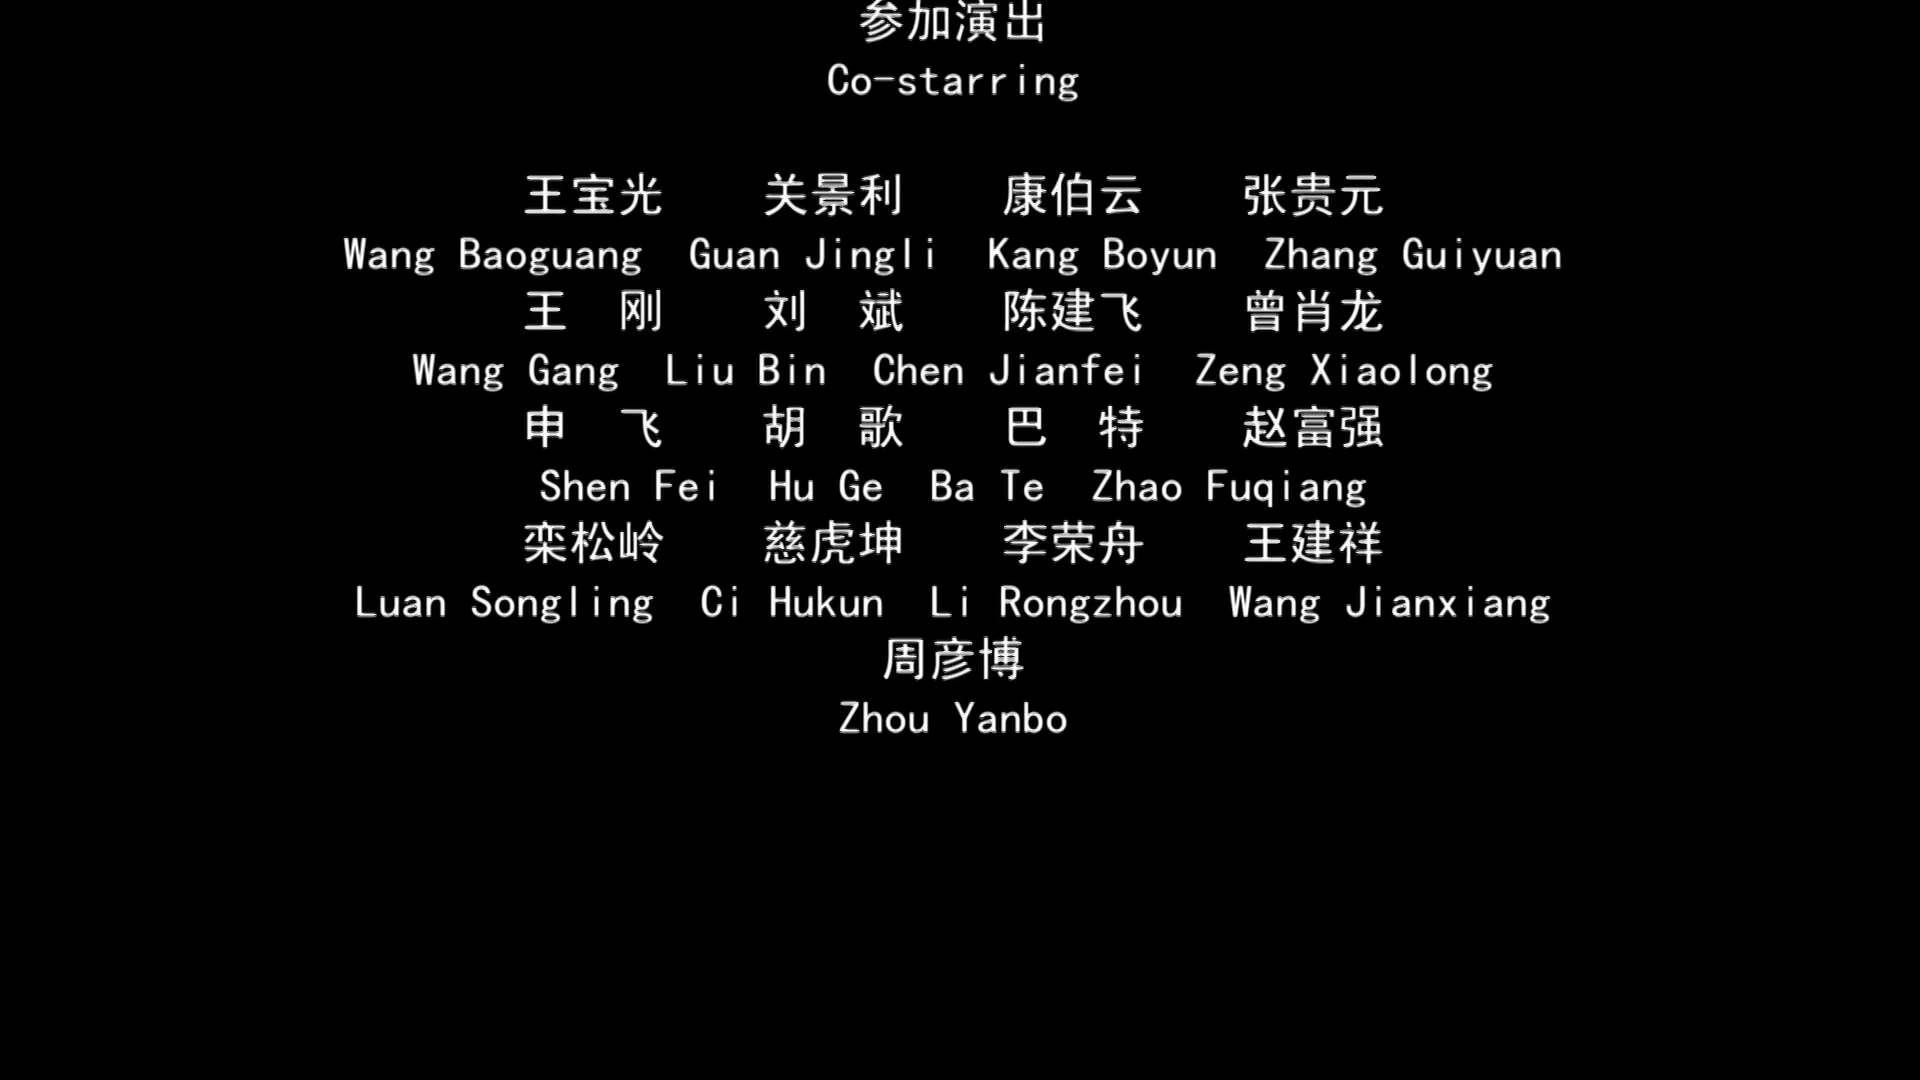 参加演出
Co-starring
王宝光 关景利 康伯云 张贵元
Wang Baoguang Guan Jingli Kang Boyun Zhang Guiyuan
王 刚 刘 斌 陈建飞 曾肖龙
Wang Gang Liu Bin Chen Jianfei Zeng Xiaolong
申 飞 胡 歌 巴 特 赵富强
Shen Fei Hu Ge Ba Te Zhao Fuqiang
栾松岭 慈虎坤 李荣舟 王建祥
Luan Songling Ci Hukun Li Rongzhou Wang Jianxiang
周彦博
Zhou Yanbo